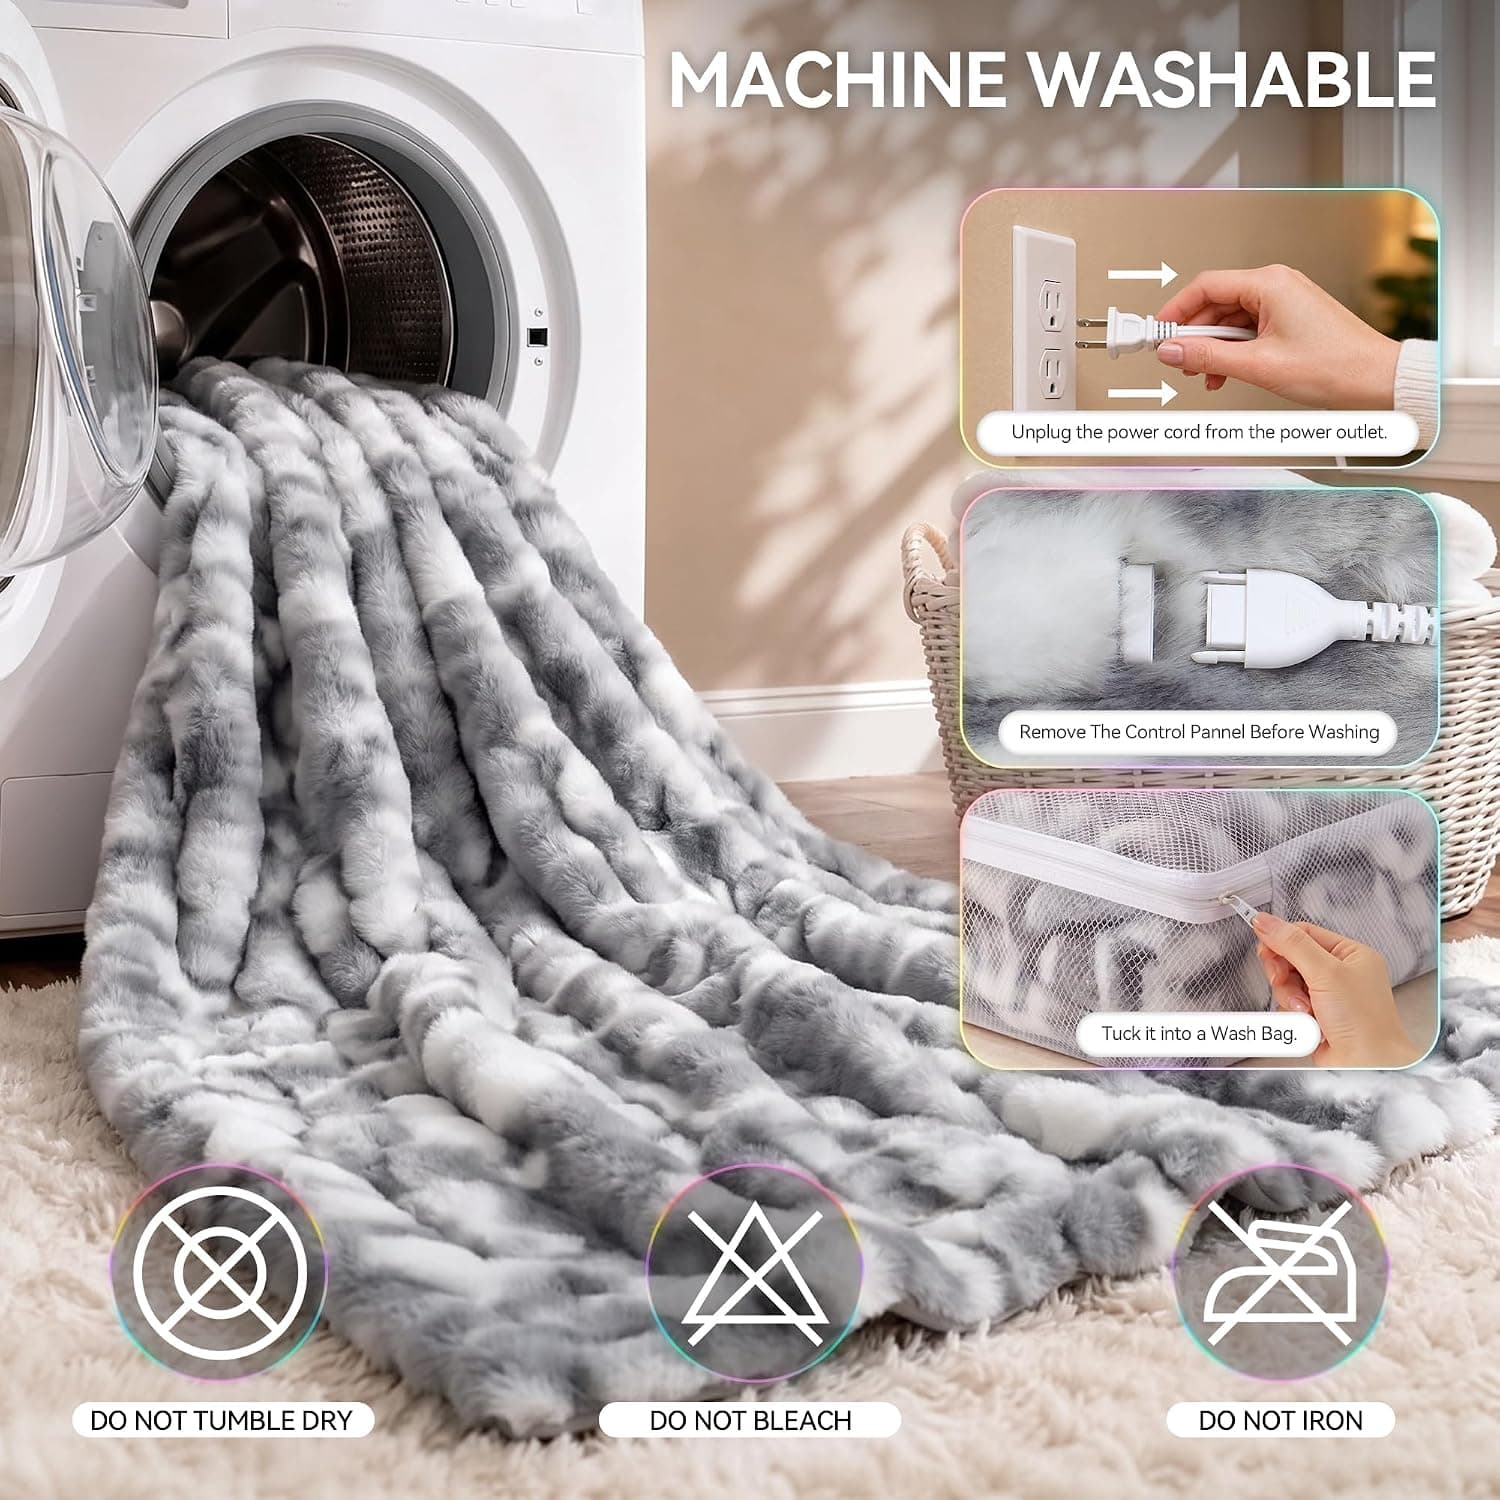 MACHINE WASHABLE
Unplug the power cord from the power outlet.
Remove The Control Pannel Before Washing
Tuck it into a Wash Bag.
DO NOT TUMBLE DRY
DO NOT BLEACH
DO NOT IRON